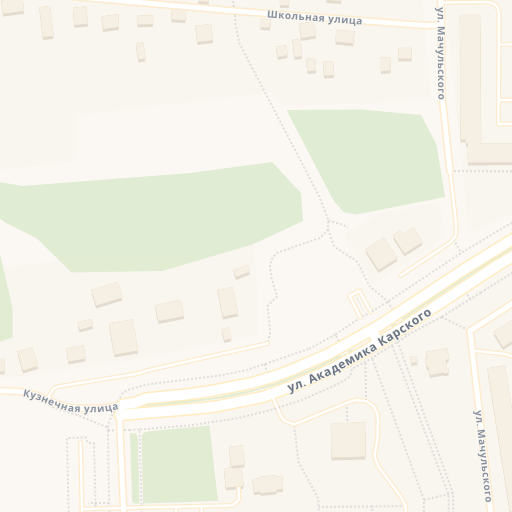 Школьная улица
ул. Мачульского
ул. Академика Карского
Кузнечная улица
ул. Мачульского